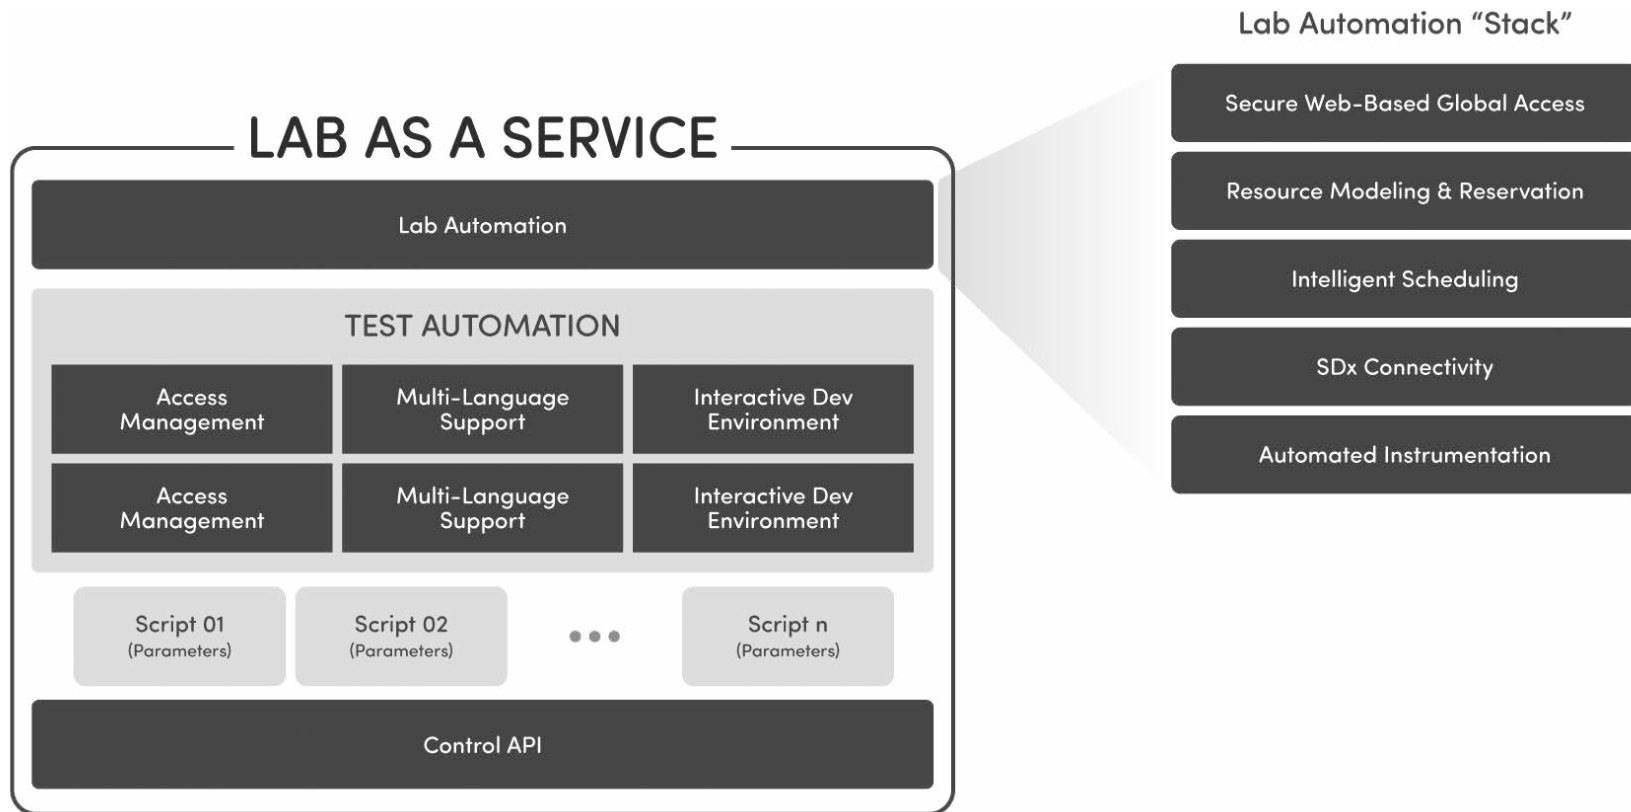 Lab Automation “Stack”
Secure Web-Based Global Access
Resource Modeling & Reservation
Intelligent Scheduling
SDx Connectivity
Automated Instrumentation
LAB AS A SERVICE
Lab Automation
TEST AUTOMATION
Access
Management
Multi-Language
Support
Interactive Dev
Environment
Access
Management
Multi-Language
Support
Interactive Dev
Environment
Script 01
(Parameters)
Script 02
(Parameters)
Script n
(Parameters)
Control API